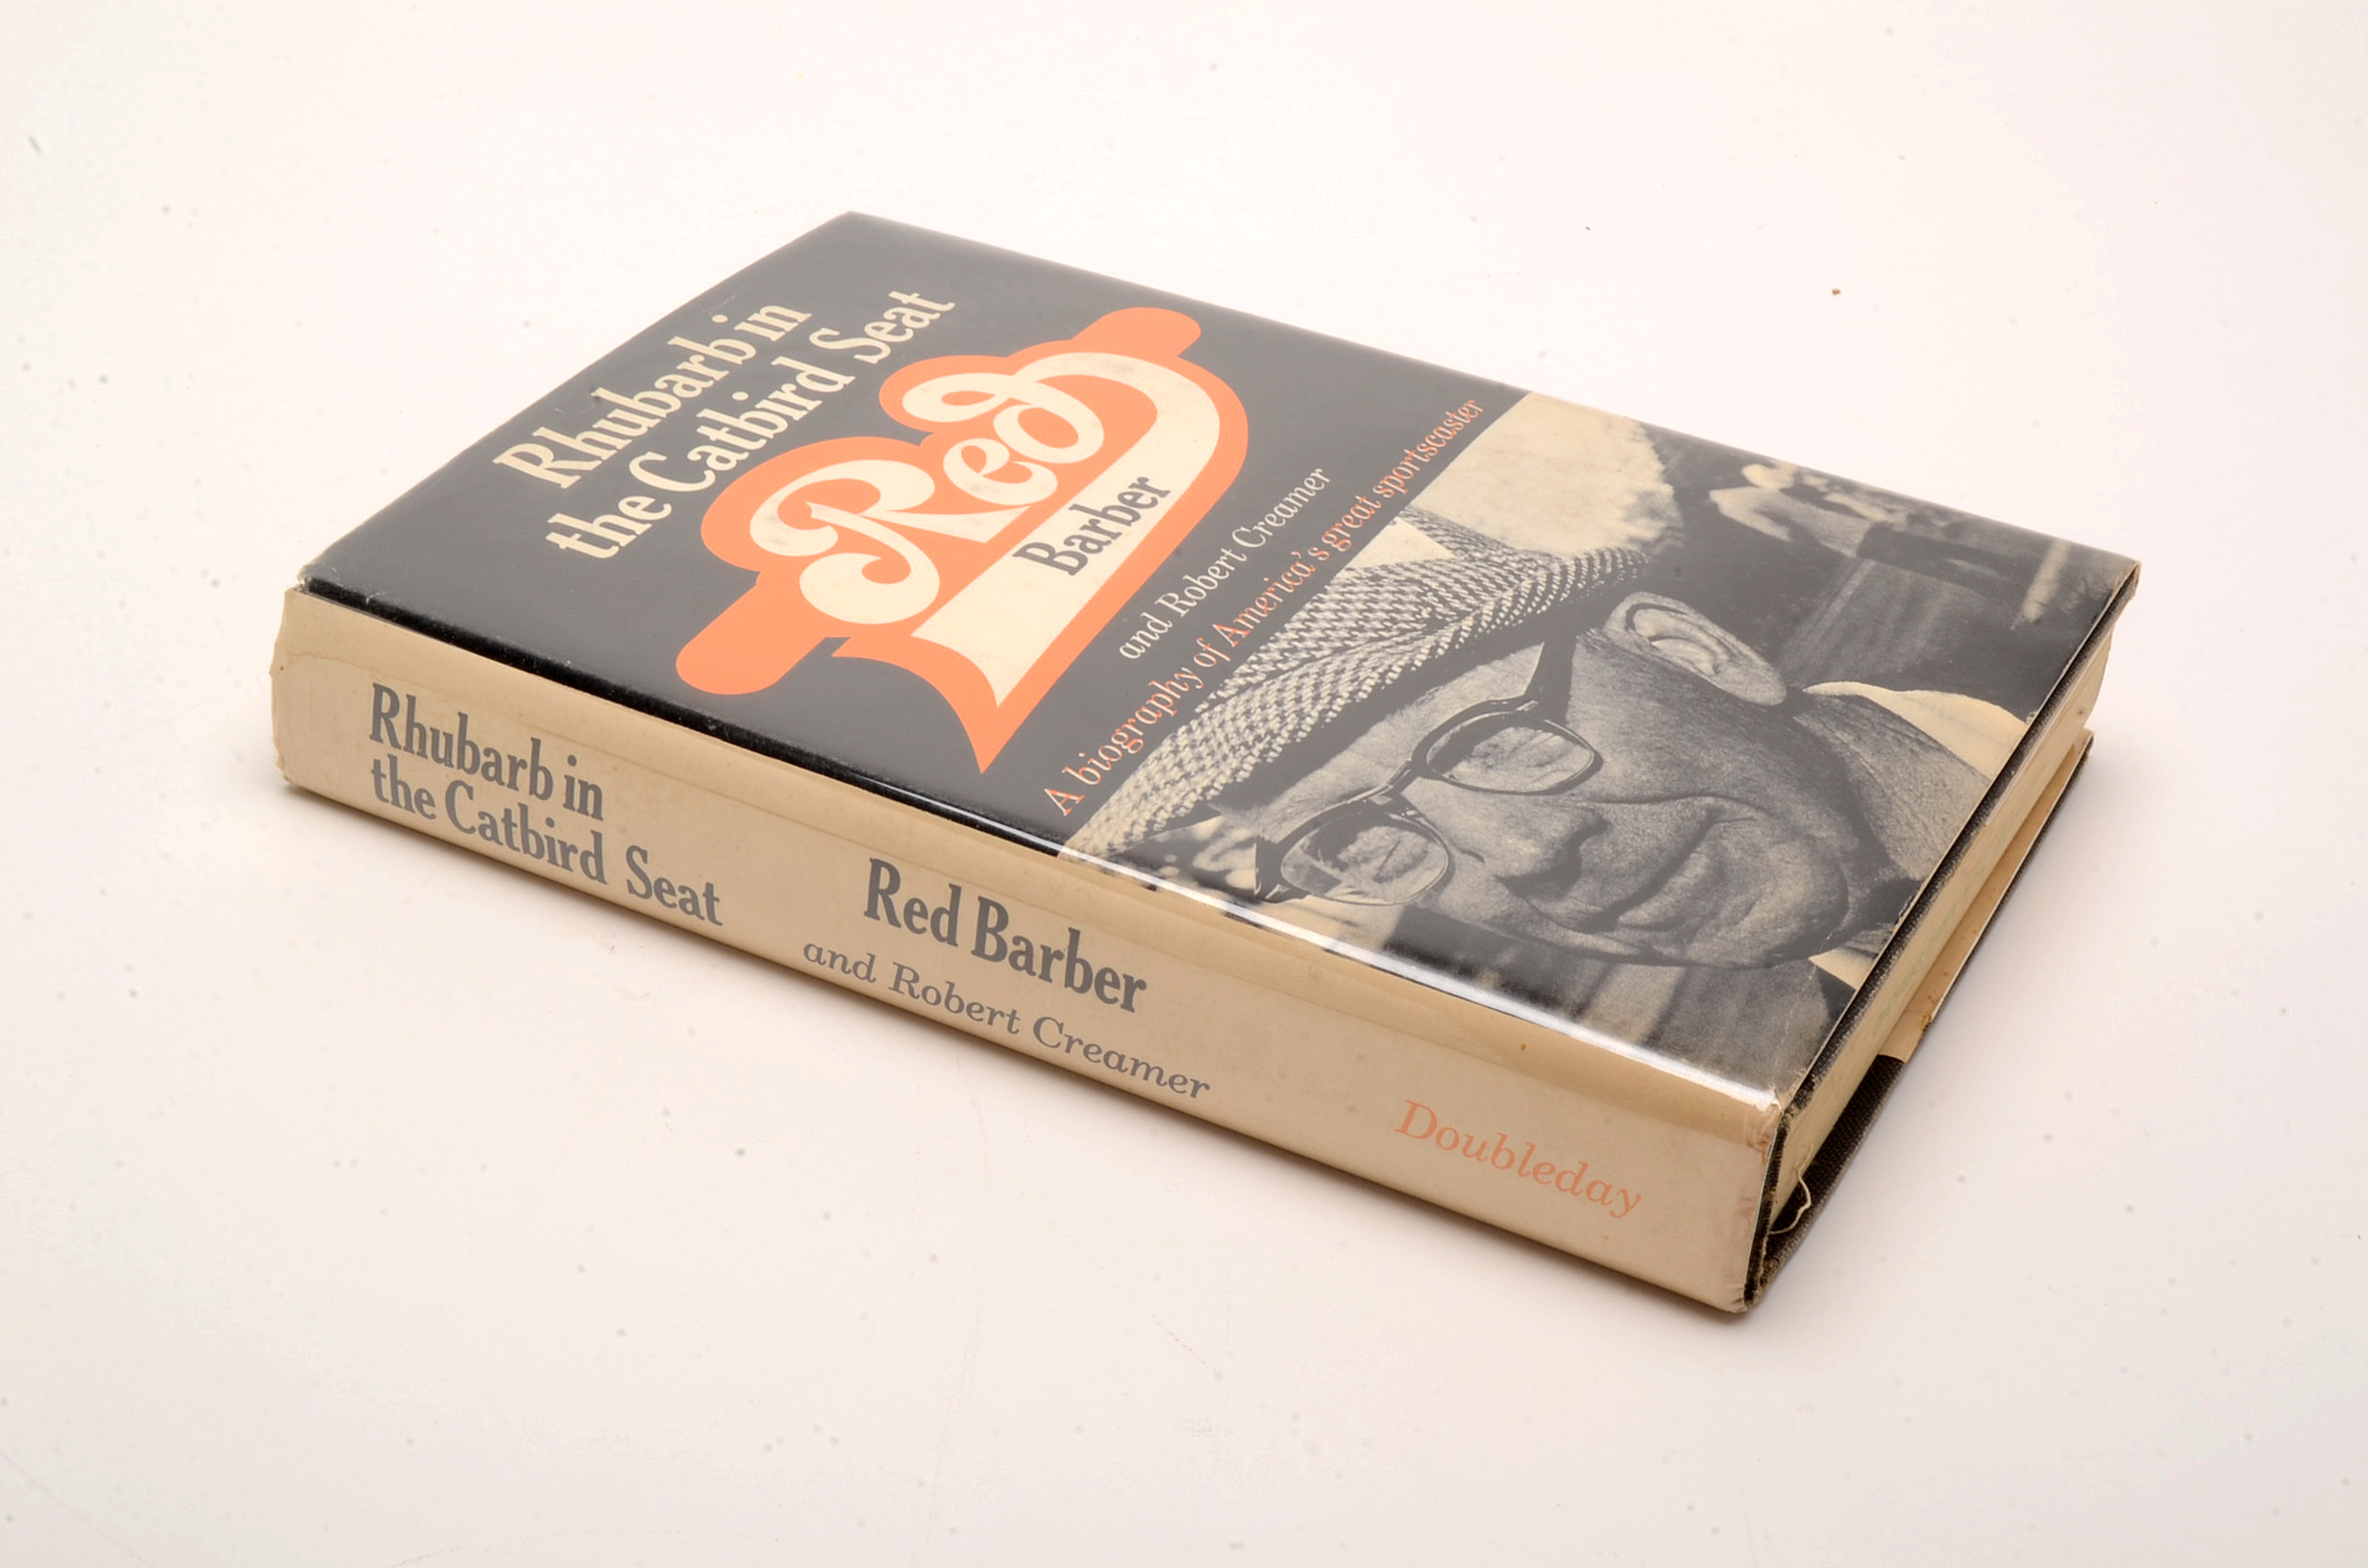 Rhubarb in
the Catbird Seat
Red
Barber
and Robert Creamer
A biography of America's great sportscaster
Rhubarb in
the Catbird Seat
Red Barber
and Robert Creamer
Doubleday